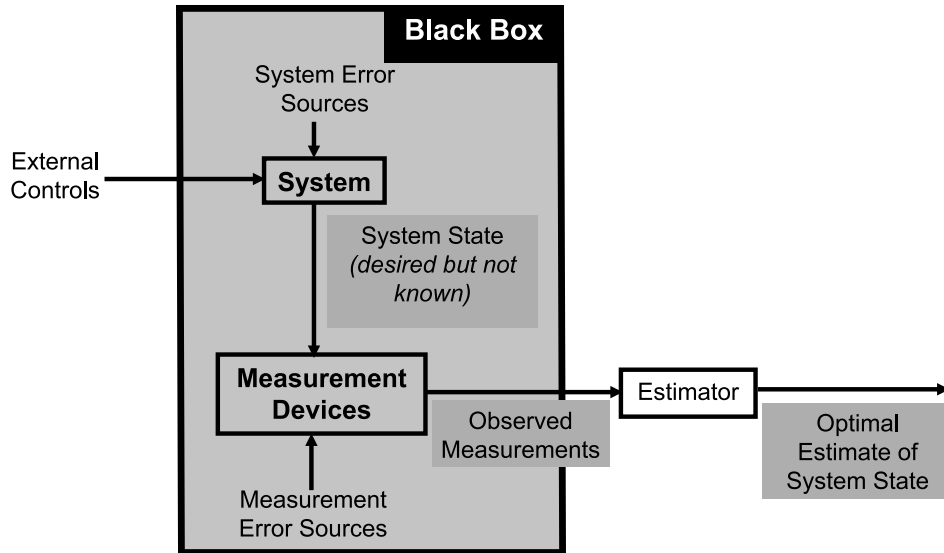 Black Box
System Error
Sources
External
Controls
System
System State
(desired but not
known)
Measurement
Devices
Estimator
Observed
Measurements
Optimal
Estimate of
System State
Measurement
Error Sources